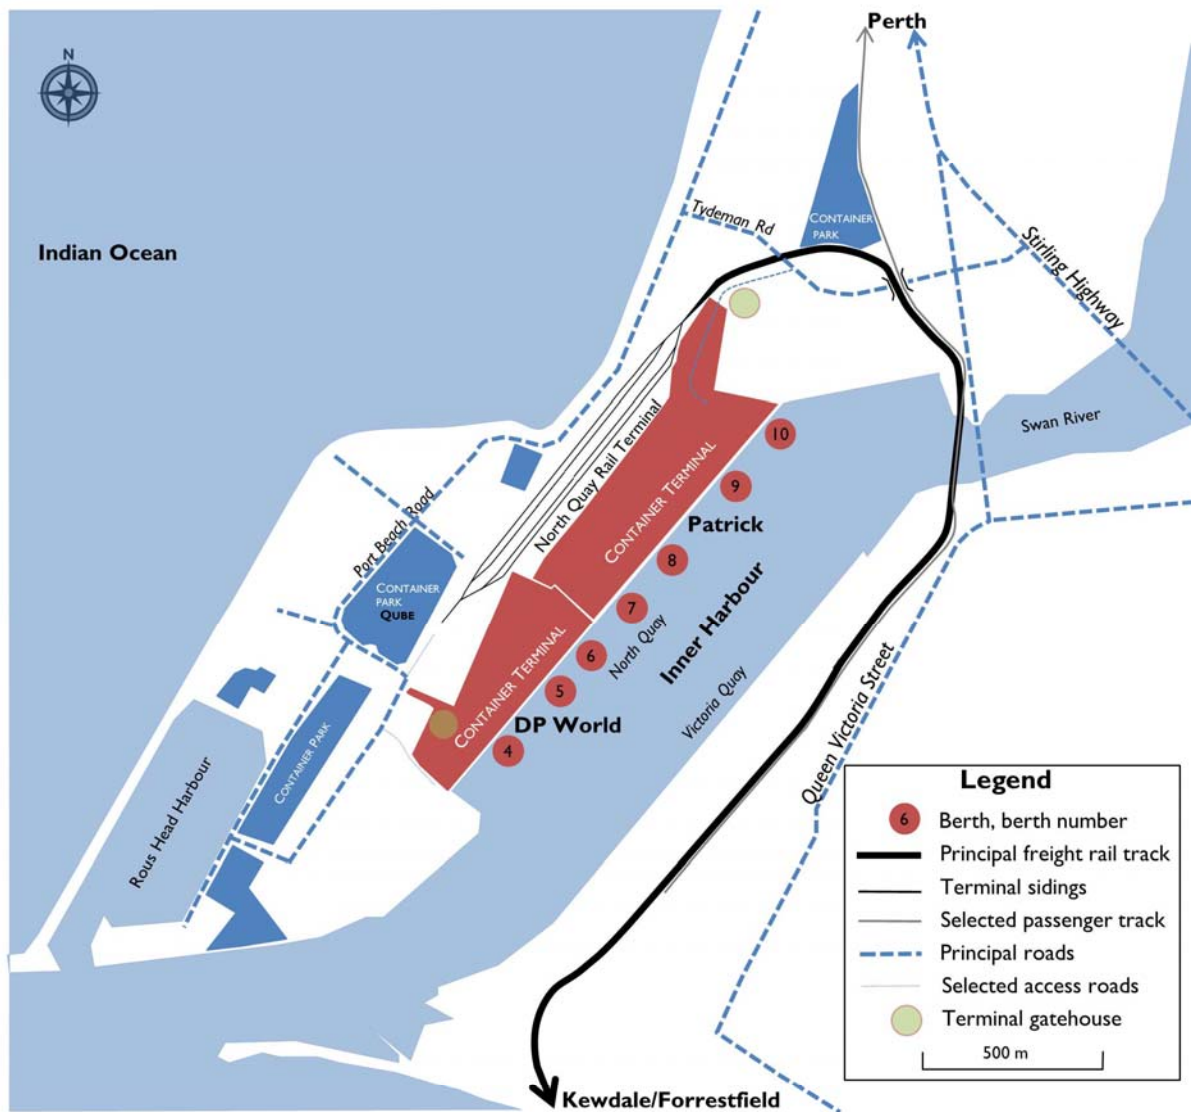 Perth
N
Indian Ocean
Tydeman Rd
CONTAINER
PARK
Stirling Highway
Swan River
North Quay Rail Terminal
CONTAINER TERMINAL
10
9
Patrick
8
7
6
5
4
North Quay
Inner Harbour
Victoria Quay
Port Beach Road
CONTAINER
PARK
QUBE
CONTAINER TERMINAL
DP World
CONTAINER PARK
Rous Head Harbour
Queen Victoria Street
Kewdale/Forrestfield
Legend
6 Berth, berth number
Principal freight rail track
Terminal sidings
Selected passenger track
Principal roads
Selected access roads
Terminal gatehouse
500 m